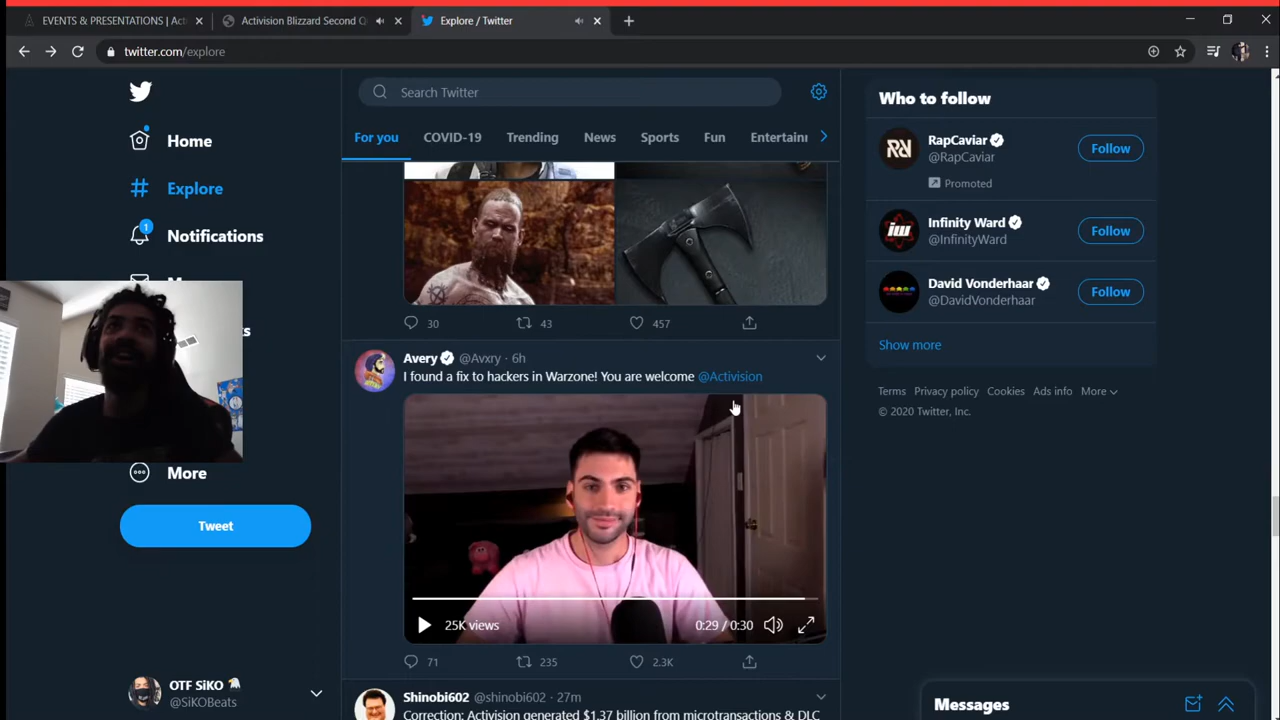 EVENTS & PRESENTATIONS | Act
Activision Blizzard Second Q
Explore / Twitter
twitter.com/explore
Search Twitter
For you
COVID-19
Trending
News
Sports
Fun
Home
Explore
1
Notifications
More
Tweet
OTF SiKO
@SiKOBeats
30
43
457
Avery @Avxry · 6h
I found a fix to hackers in Warzone! You are welcome @Activision
25K views
0:29 / 0:30
71
235
2.3K
Shinobi602 @shinobi602 · 27m
Correction: Activision generated $1.37 billion from microtransactions & DLC
Who to follow
RapCaviar
@RapCaviar
Promoted
Follow
Infinity Ward
@InfinityWard
Follow
David Vonderhaar
@DavidVonderhaar
Follow
Show more
Terms Privacy policy Cookies Ads info More
© 2020 Twitter, Inc.
Messages